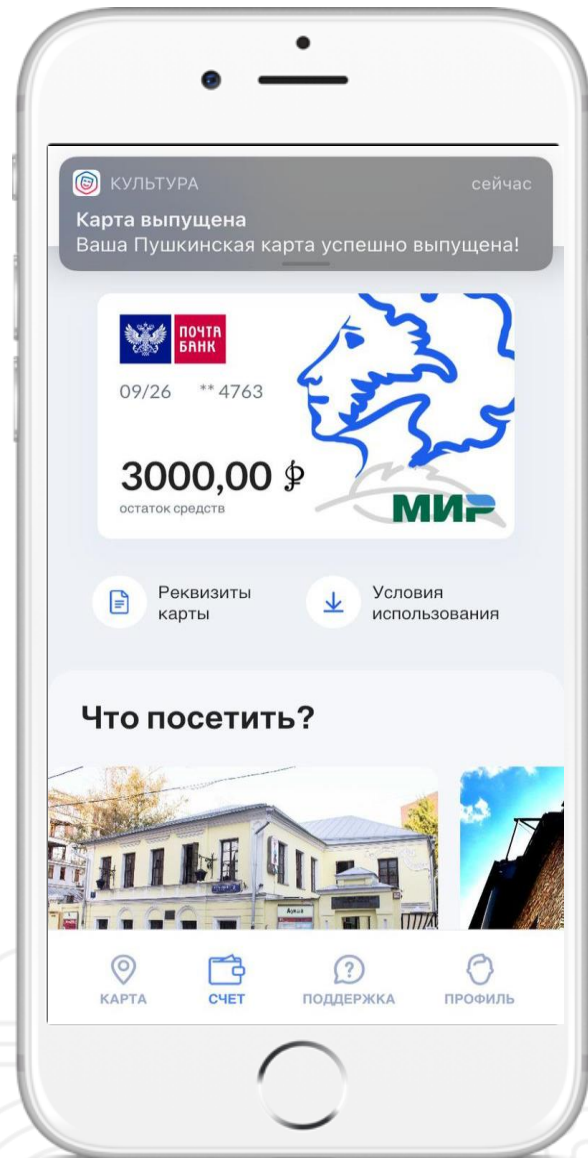 КУЛЬТУРА сейчас
Карта выпущена
Ваша Пушкинская карта успешно выпущена!
ПОЧТА
БАНК
09/26 ** 4763
3000,00 ₽
остаток средств
МИР
Реквизиты
карты
Условия
использования
Что посетить?
КАРТА СЧЕТ ПОДДЕРЖКА ПРОФИЛЬ